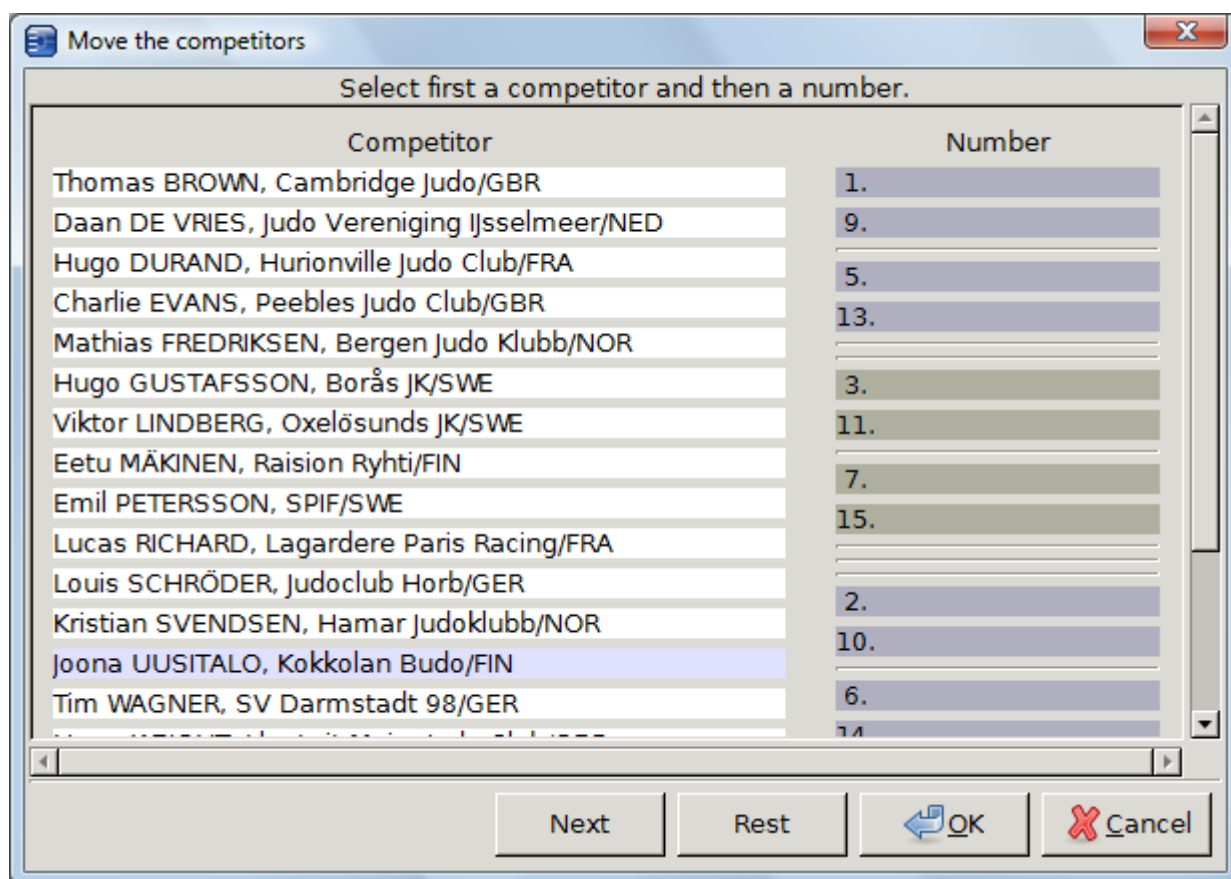 Move the competitors
Select first a competitor and then a number.
Competitor
Thomas BROWN, Cambridge Judo/GBR
Daan DE VRIES, Judo Vereniging IJsselmeer/NED
Hugo DURAND, Hurionville Judo Club/FRA
Charlie EVANS, Peebles Judo Club/GBR
Mathias FREDRIKSEN, Bergen Judo Klubb/NOR
Hugo GUSTAFSSON, Borås JK/SWE
Viktor LINDBERG, Oxelösunds JK/SWE
Eetu MÄKINEN, Raision Ryhti/FIN
Emil PETERSSON, SPIF/SWE
Lucas RICHARD, Lagardere Paris Racing/FRA
Louis SCHRÖDER, Judoclub Horb/GER
Kristian SVENDSEN, Hamar Judoklubb/NOR
Joona UUSITALO, Kokkolan Budo/FIN
Tim WAGNER, SV Darmstadt 98/GER
Number
1.
9.
5.
13.
3.
11.
7.
15.
2.
10.
6.
14.
Next
Rest
OK
Cancel